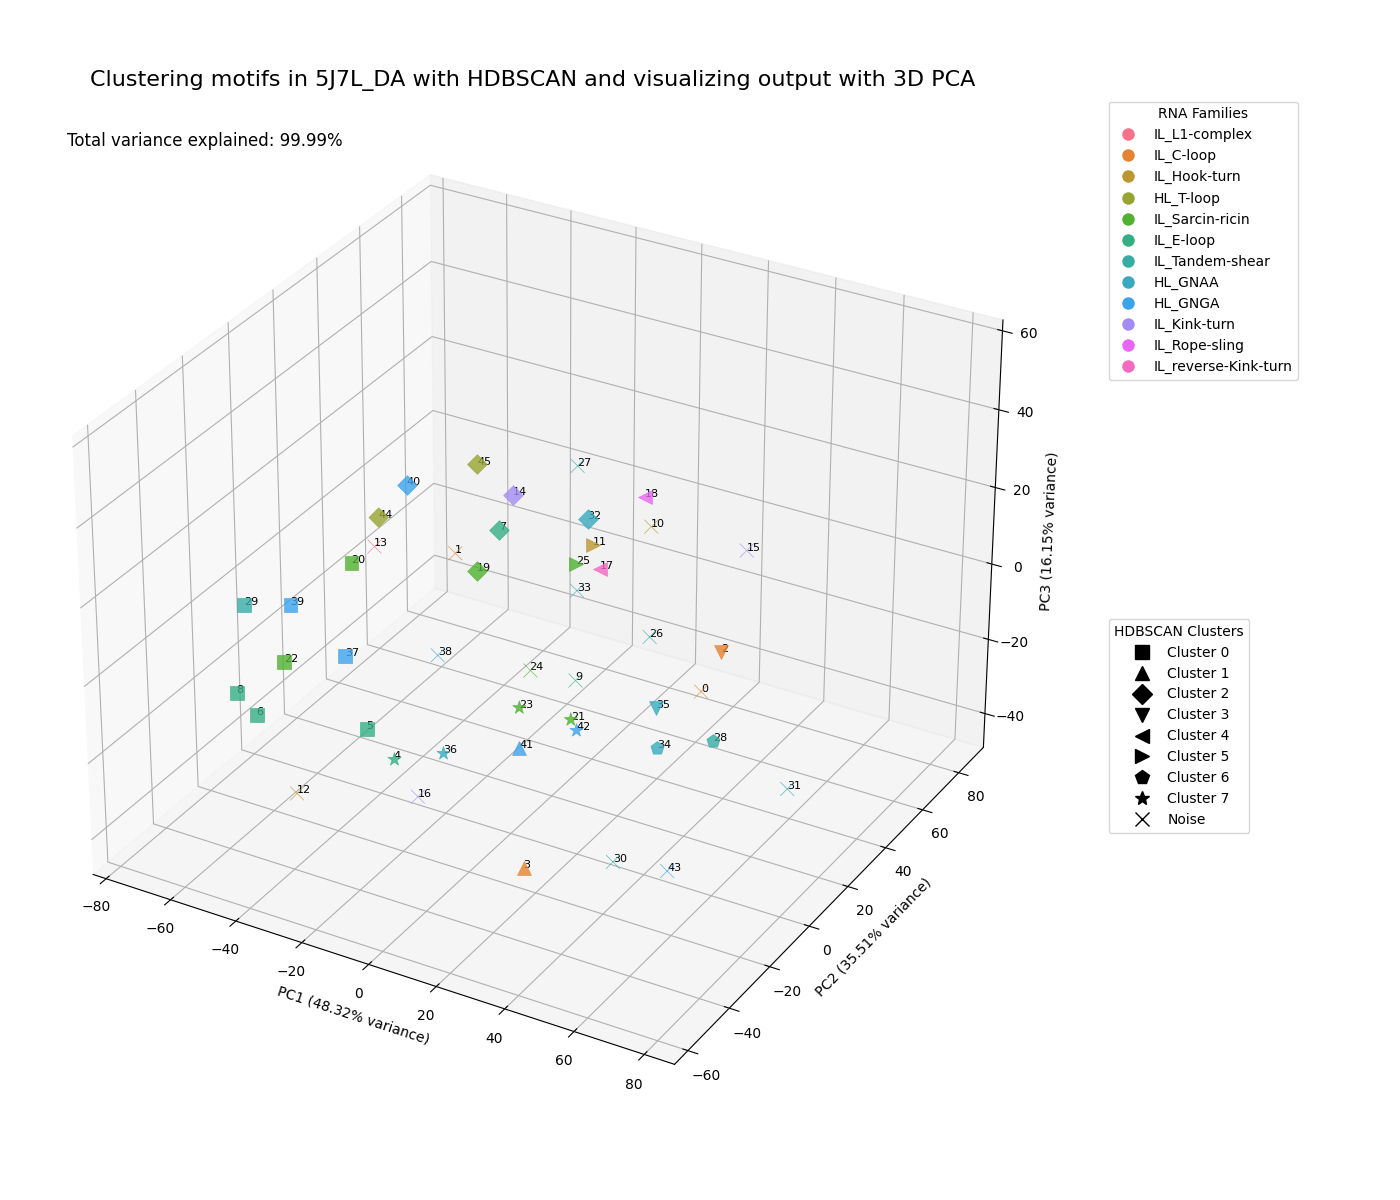 Clustering motifs in 5J7L_DA with HDBSCAN and visualizing output with 3D PCA
Total variance explained: 99.99%
RNA Families
IL_L1-complex
IL_C-loop
IL_Hook-turn
HL_T-loop
IL_Sarcin-ricin
IL_E-loop
IL_Tandem-shear
HL_GNAA
HL_GNGA
IL_Kink-turn
IL_Rope-sling
IL_reverse-Kink-turn
60
40
20
0
−20
−40
PC3 (16.15% variance)
45
27
40
14
18
44
32
10
7
13
11
15
1
20
25
17
19
33
29
39
26
2
37
38
22
24
9
0
8
6
23
35
21
5
42
28
41
34
36
4
12
16
31
3
30
43
HDBSCAN Clusters
Cluster 0
Cluster 1
Cluster 2
Cluster 3
Cluster 4
Cluster 5
Cluster 6
Cluster 7
Noise
−80
−60
−40
−20
0
20
40
60
80
PC1 (48.32% variance)
80
60
40
20
0
−20
−40
−60
PC2 (35.51% variance)